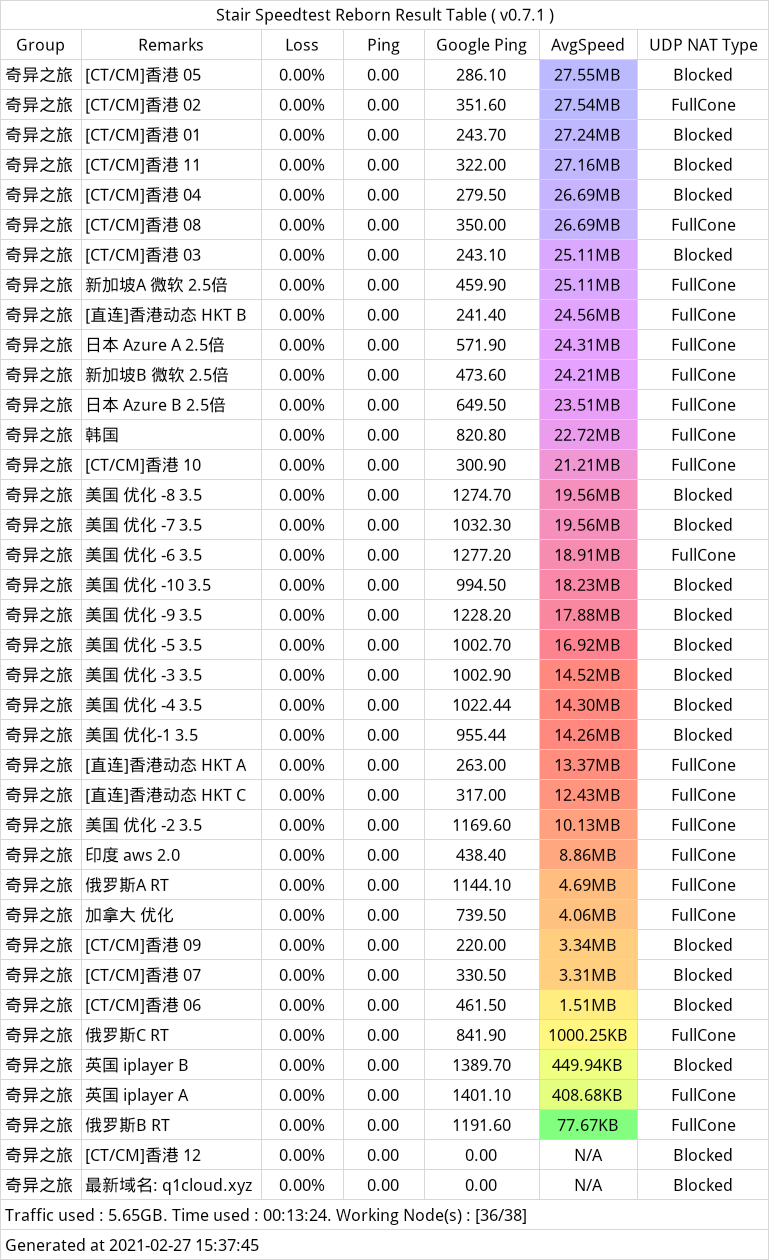 Stair Speedtest Reborn Result Table ( v0.7.1 )
Group Remarks Loss Ping Google Ping AvgSpeed UDP NAT Type
奇异之旅 [CT/CM]香港 05 0.00% 0.00 286.10 27.55MB Blocked
奇异之旅 [CT/CM]香港 02 0.00% 0.00 351.60 27.54MB FullCone
奇异之旅 [CT/CM]香港 01 0.00% 0.00 243.70 27.24MB Blocked
奇异之旅 [CT/CM]香港 11 0.00% 0.00 322.00 27.16MB Blocked
奇异之旅 [CT/CM]香港 04 0.00% 0.00 279.50 26.69MB Blocked
奇异之旅 [CT/CM]香港 08 0.00% 0.00 350.00 26.69MB FullCone
奇异之旅 [CT/CM]香港 03 0.00% 0.00 243.10 25.11MB Blocked
奇异之旅 新加坡A 微软 2.5倍 0.00% 0.00 459.90 25.11MB FullCone
奇异之旅 [直连]香港动态 HKT B 0.00% 0.00 241.40 24.56MB FullCone
奇异之旅 日本 Azure A 2.5倍 0.00% 0.00 571.90 24.31MB FullCone
奇异之旅 新加坡B 微软 2.5倍 0.00% 0.00 473.60 24.21MB FullCone
奇异之旅 日本 Azure B 2.5倍 0.00% 0.00 649.50 23.51MB FullCone
奇异之旅 韩国 0.00% 0.00 820.80 22.72MB FullCone
奇异之旅 [CT/CM]香港 10 0.00% 0.00 300.90 21.21MB FullCone
奇异之旅 美国 优化 -8 3.5 0.00% 0.00 1274.70 19.56MB Blocked
奇异之旅 美国 优化 -7 3.5 0.00% 0.00 1032.30 19.56MB Blocked
奇异之旅 美国 优化 -6 3.5 0.00% 0.00 1277.20 18.91MB FullCone
奇异之旅 美国 优化 -10 3.5 0.00% 0.00 994.50 18.23MB Blocked
奇异之旅 美国 优化 -9 3.5 0.00% 0.00 1228.20 17.88MB Blocked
奇异之旅 美国 优化 -5 3.5 0.00% 0.00 1002.70 16.92MB Blocked
奇异之旅 美国 优化 -3 3.5 0.00% 0.00 1002.90 14.52MB Blocked
奇异之旅 美国 优化 -4 3.5 0.00% 0.00 1022.44 14.30MB Blocked
奇异之旅 美国 优化-1 3.5 0.00% 0.00 955.44 14.26MB Blocked
奇异之旅 [直连]香港动态 HKT A 0.00% 0.00 263.00 13.37MB FullCone
奇异之旅 [直连]香港动态 HKT C 0.00% 0.00 317.00 12.43MB FullCone
奇异之旅 美国 优化 -2 3.5 0.00% 0.00 1169.60 10.13MB FullCone
奇异之旅 印度 aws 2.0 0.00% 0.00 438.40 8.86MB FullCone
奇异之旅 俄罗斯A RT 0.00% 0.00 1144.10 4.69MB FullCone
奇异之旅 加拿大 优化 0.00% 0.00 739.50 4.06MB FullCone
奇异之旅 [CT/CM]香港 09 0.00% 0.00 220.00 3.34MB Blocked
奇异之旅 [CT/CM]香港 07 0.00% 0.00 330.50 3.31MB Blocked
奇异之旅 [CT/CM]香港 06 0.00% 0.00 461.50 1.51MB Blocked
奇异之旅 俄罗斯C RT 0.00% 0.00 841.90 1000.25KB FullCone
奇异之旅 英国 iplayer B 0.00% 0.00 1389.70 449.94KB Blocked
奇异之旅 英国 iplayer A 0.00% 0.00 1401.10 408.68KB FullCone
奇异之旅 俄罗斯B RT 0.00% 0.00 1191.60 77.67KB FullCone
奇异之旅 [CT/CM]香港 12 0.00% 0.00 0.00 N/A Blocked
奇异之旅 最新域名: q1cloud.xyz 0.00% 0.00 0.00 N/A Blocked
Traffic used : 5.65GB. Time used : 00:13:24. Working Node(s) : [36/38]
Generated at 2021-02-27 15:37:45